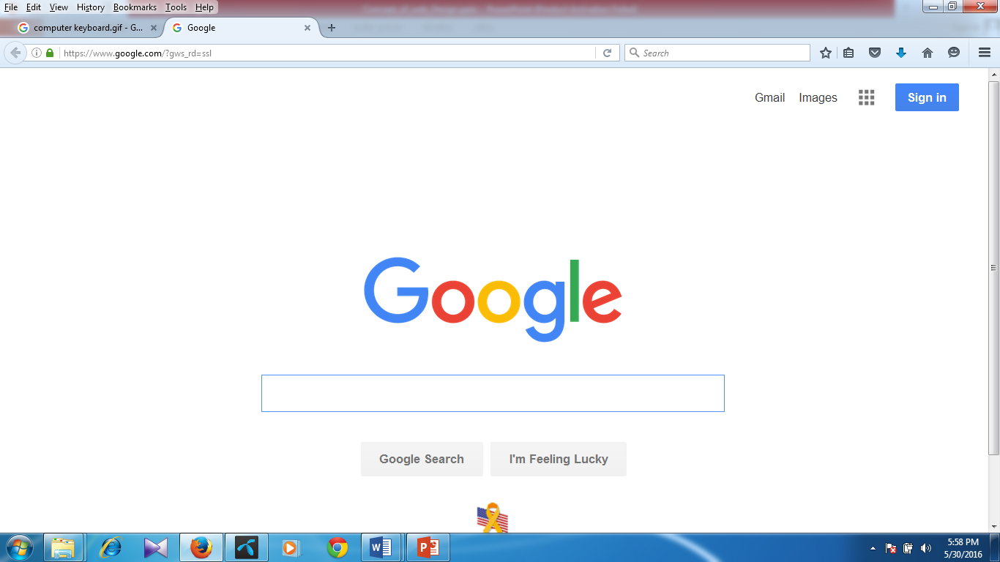 File Edit View History Bookmarks Tools Help
computer keyboard.gif - G... Google
https://www.google.com/?gws_rd=ssl Search
Gmail Images Sign in
Google
Google Search I'm Feeling Lucky
5:58 PM
5/30/2016